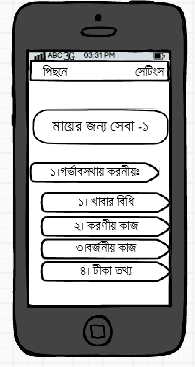 ABC 3G 03:31 PM
পিছনে সেটিংস
মায়ের জন্য সেবা -১
১।গর্ভাবস্থায় করনীয়ঃ
১। খাবার বিধি
২। করণীয় কাজ
৩।বর্জনীয় কাজ
৪। টীকা তথ্য